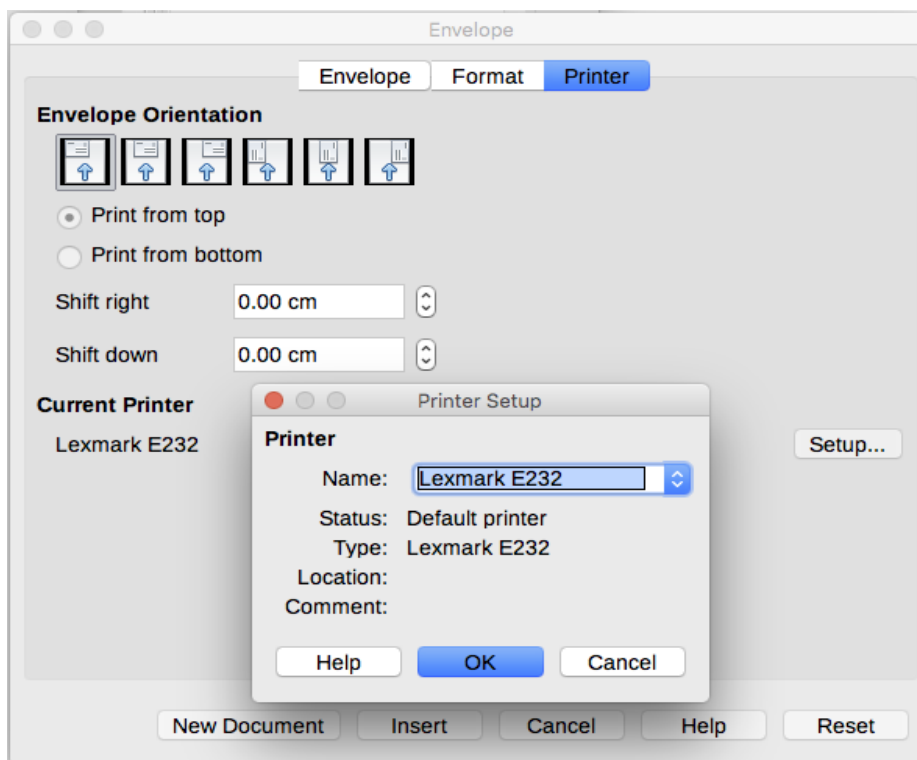 Envelope
Envelope Format Printer
Envelope Orientation
Print from top
Print from bottom
Shift right 0.00 cm
Shift down 0.00 cm
Current Printer
Lexmark E232
Setup...
Printer Setup
Printer
Name: Lexmark E232
Status: Default printer
Type: Lexmark E232
Location:
Comment:
Help OK Cancel
New Document Insert Cancel Help Reset